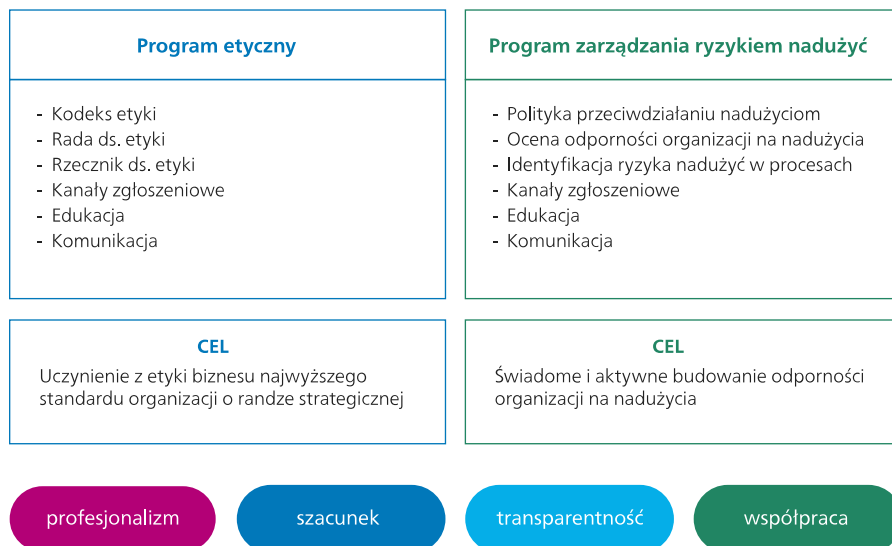 Program etyczny
- Kodeks etyki
- Rada ds. etyki
- Rzecznik ds. etyki
- Kanały zgłoszeniowe
- Edukacja
- Komunikacja
CEL
Uczynienie z etyki biznesu najwyższego
standardu organizacji o randze strategicznej
Program zarządzania ryzykiem nadużyć
- Polityka przeciwdziałaniu nadużyciom
- Ocena odporności organizacji na nadużycia
- Identyfikacja ryzyka nadużyć w procesach
- Kanały zgłoszeniowe
- Edukacja
- Komunikacja
CEL
Świadome i aktywne budowanie odporności
organizacji na nadużycia
profesjonalizm
szacunek
transparentność
współpraca